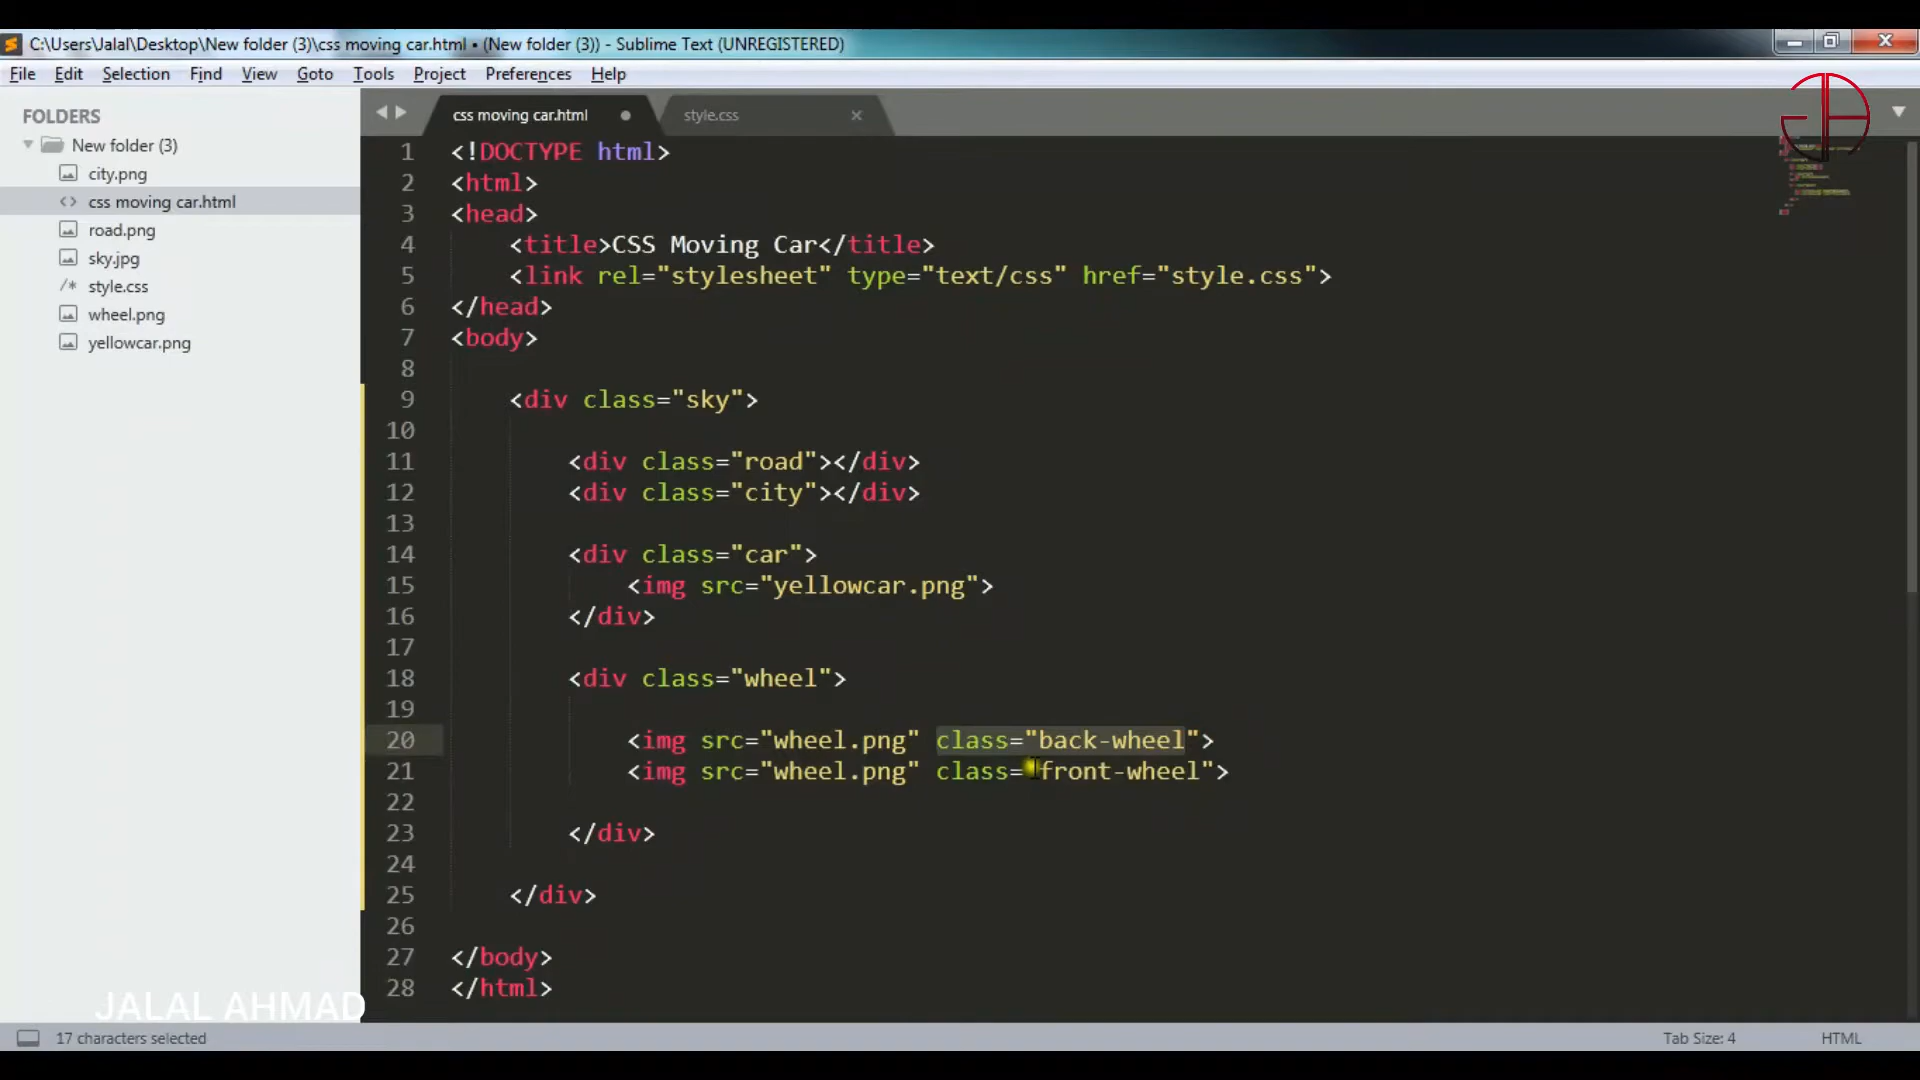 C:\Users\Jalal\Desktop\New folder (3)\css moving car.html • (New folder (3)) - Sublime Text (UNREGISTERED)
File Edit Selection Find View Goto Tools Project Preferences Help
FOLDERS
New folder (3)
city.png
<> css moving car.html
road.png
sky.jpg
/* style.css
wheel.png
yellowcar.png
css moving car.html
style.css
1 <!DOCTYPE html>
2 <html>
3 <head>
4 <title>CSS Moving Car</title>
5 <link rel="stylesheet" type="text/css" href="style.css">
6 </head>
7 <body>
8
9 <div class="sky">
10
11 <div class="road"></div>
12 <div class="city"></div>
13
14 <div class="car">
15 <img src="yellowcar.png">
16 </div>
17
18 <div class="wheel">
19
20 <img src="wheel.png" class="back-wheel">
21 <img src="wheel.png" class="front-wheel">
22
23 </div>
24
25 </div>
26
27 </body>
28 </html>
JALAL AHMAD
17 characters selected
Tab Size: 4
HTML